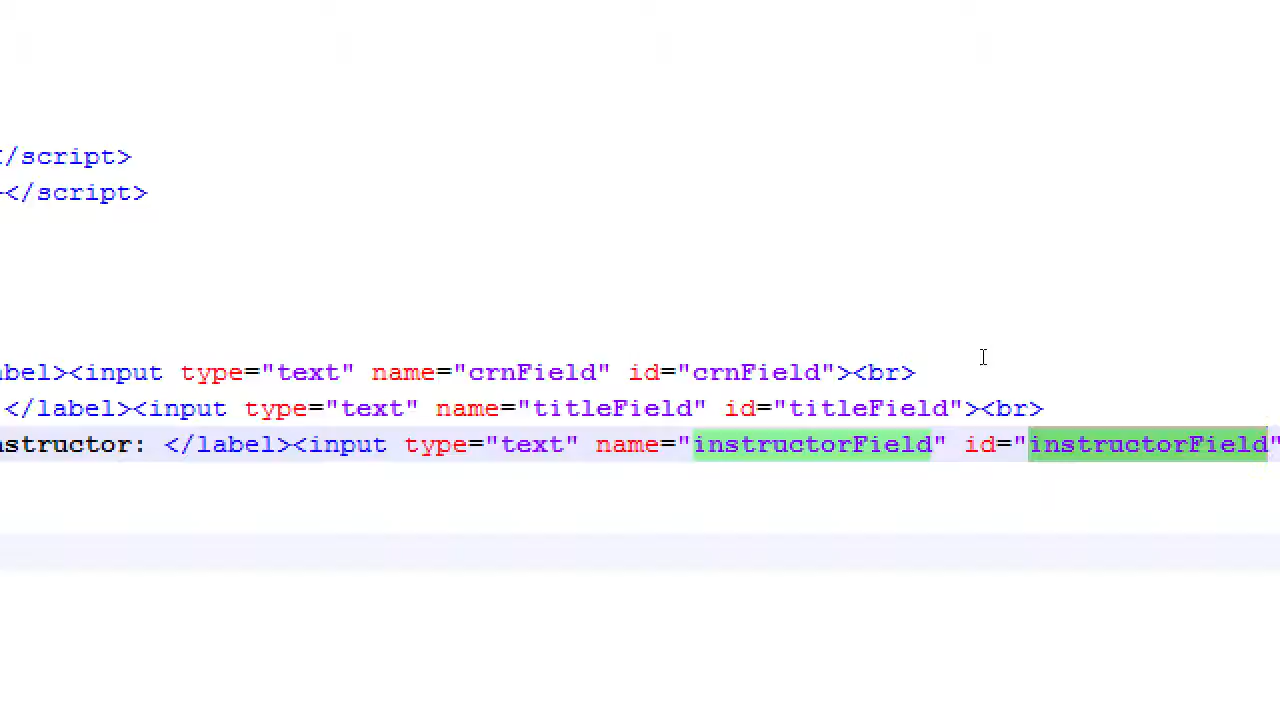 /script>
></script>
abel><input type="text" name="crnField" id="crnField"><br>
</label><input type="text" name="titleField" id="titleField"><br>
nstructor: </label><input type="text" name="instructorField" id="instructorField"